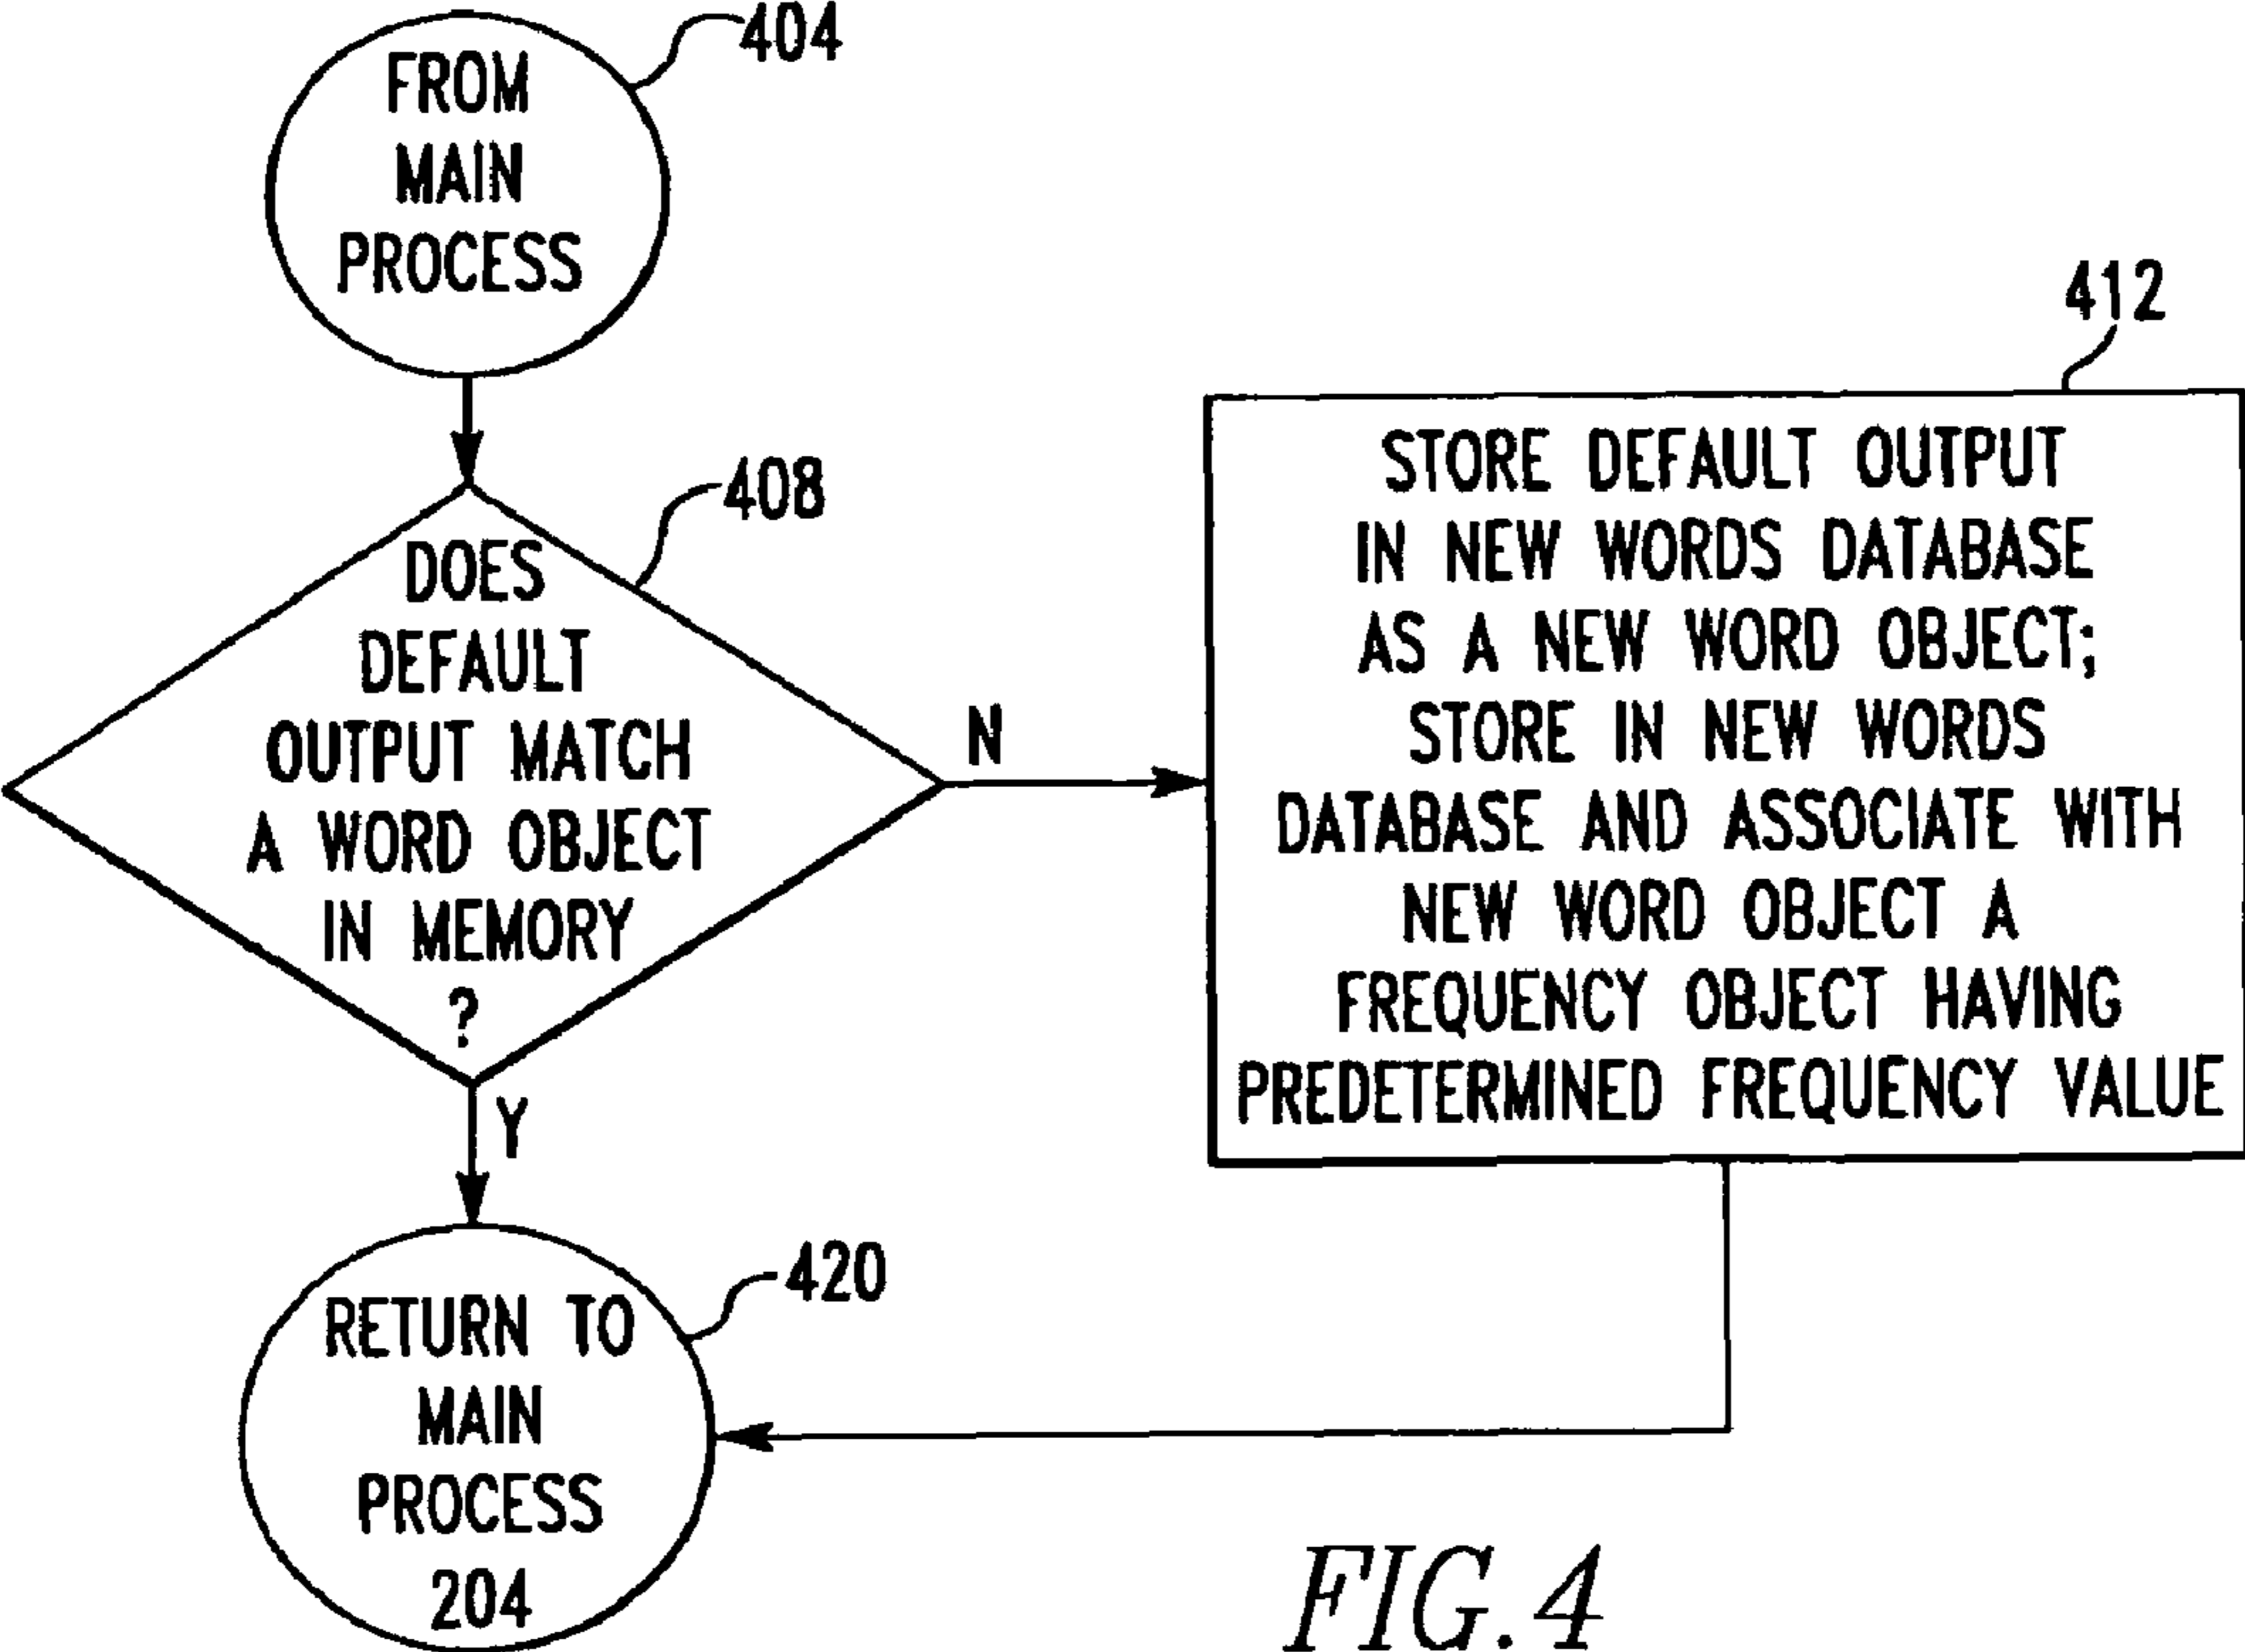 404
FROM
MAIN
PROCESS
408
DOES
DEFAULT
OUTPUT MATCH
A WORD OBJECT
IN MEMORY
?
N
Y
412
STORE DEFAULT OUTPUT
IN NEW WORDS DATABASE
AS A NEW WORD OBJECT;
STORE IN NEW WORDS
DATABASE AND ASSOCIATE WITH
NEW WORD OBJECT A
FREQUENCY OBJECT HAVING
PREDETERMINED FREQUENCY VALUE
420
RETURN TO
MAIN
PROCESS
204
FIG.4